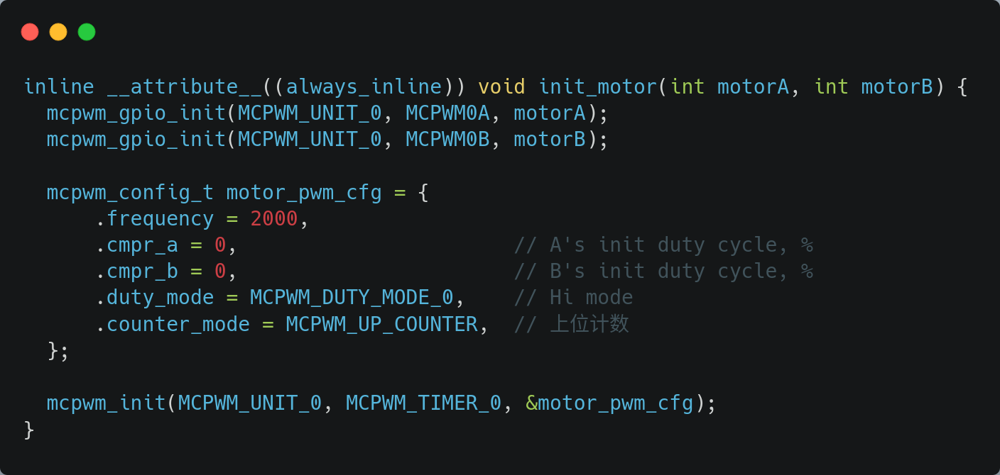 inline __attribute__((always_inline)) void init_motor(int motorA, int motorB) {
  mcpwm_gpio_init(MCPWM_UNIT_0, MCPWM0A, motorA);
  mcpwm_gpio_init(MCPWM_UNIT_0, MCPWM0B, motorB);

  mcpwm_config_t motor_pwm_cfg = {
      .frequency = 2000,
      .cmpr_a = 0,                       // A's init duty cycle, %
      .cmpr_b = 0,                       // B's init duty cycle, %
      .duty_mode = MCPWM_DUTY_MODE_0,    // Hi mode
      .counter_mode = MCPWM_UP_COUNTER,  // 上位计数
  };

  mcpwm_init(MCPWM_UNIT_0, MCPWM_TIMER_0, &motor_pwm_cfg);
}